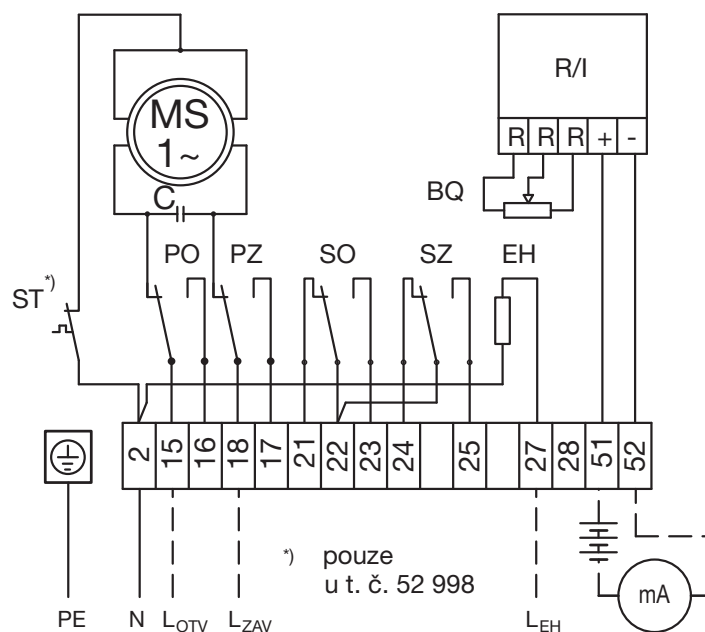 R/I
MS
1~
R R R + -
C
BQ
PO PZ SO SZ EH
ST*)
2 15 16 18 17 21 22 23 24 25 27 28 51 52
*) pouze
u t. č. 52 998
mA
PE N LOTV LZAV LEH